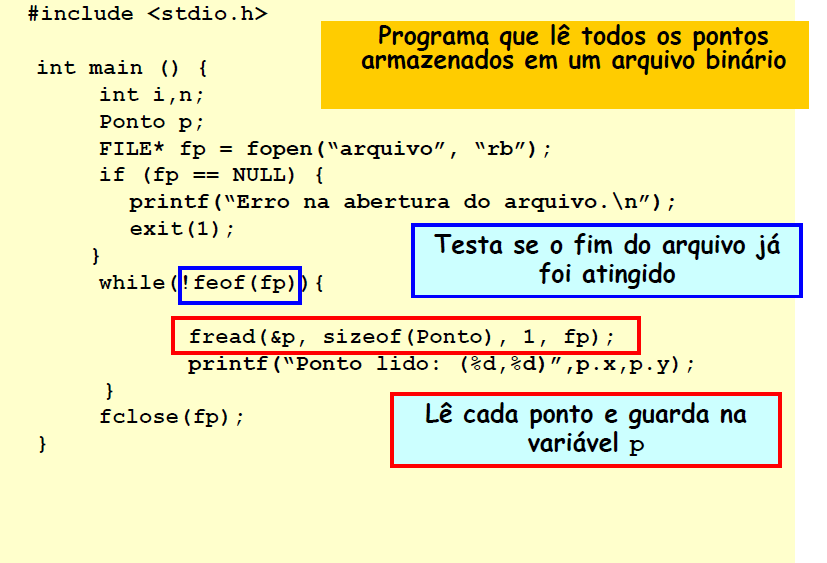 #include <stdio.h>
Programa que lê todos os pontos
armazenados em um arquivo binário
int main () {
int i,n;
Ponto p;
FILE* fp = fopen(“arquivo”, “rb”);
if (fp == NULL) {
printf(“Erro na abertura do arquivo.\n”);
exit(1);
}
Testa se o fim do arquivo já
foi atingido
while(!feof(fp)){
fread(&p, sizeof(Ponto), 1, fp);
printf(“Ponto lido: (%d,%d)”,p.x,p.y);
}
fclose(fp);
}
Lê cada ponto e guarda na
variável p